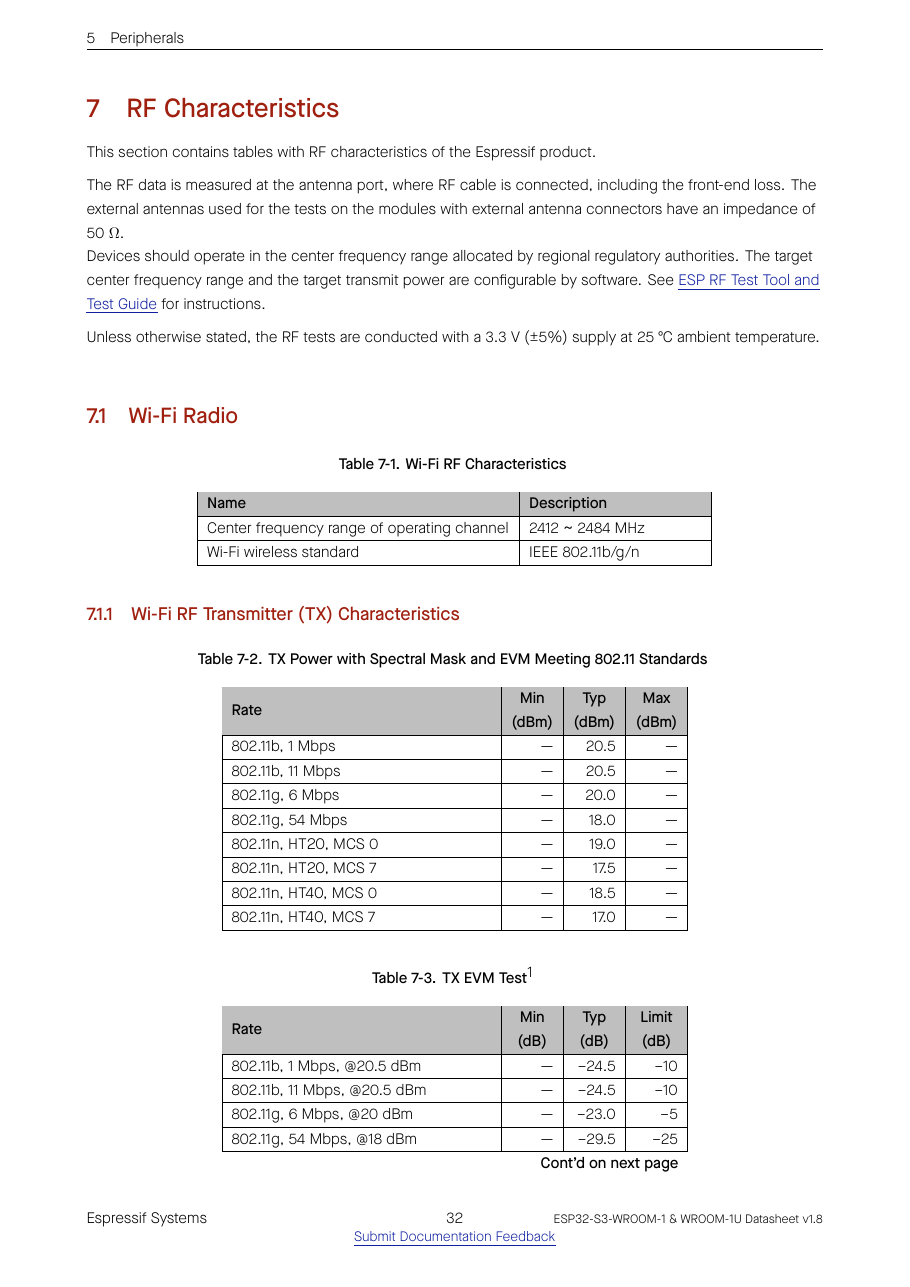 5 Peripherals
7 RF Characteristics
This section contains tables with RF characteristics of the Espressif product.
The RF data is measured at the antenna port, where RF cable is connected, including the front-end loss. The
external antennas used for the tests on the modules with external antenna connectors have an impedance of
50 Ω.
Devices should operate in the center frequency range allocated by regional regulatory authorities. The target
center frequency range and the target transmit power are configurable by software. See ESP RF Test Tool and
Test Guide for instructions.
Unless otherwise stated, the RF tests are conducted with a 3.3 V (±5%) supply at 25 °C ambient temperature.
7.1 Wi-Fi Radio
Table 7-1. Wi-Fi RF Characteristics
Name Description
Center frequency range of operating channel 2412 ~ 2484 MHz
Wi-Fi wireless standard IEEE 802.11b/g/n
7.1.1 Wi-Fi RF Transmitter (TX) Characteristics
Table 7-2. TX Power with Spectral Mask and EVM Meeting 802.11 Standards
Rate Min Typ Max
(dBm) (dBm) (dBm)
802.11b, 1 Mbps — 20.5 —
802.11b, 11 Mbps — 20.5 —
802.11g, 6 Mbps — 20.0 —
802.11g, 54 Mbps — 18.0 —
802.11n, HT20, MCS 0 — 19.0 —
802.11n, HT20, MCS 7 — 17.5 —
802.11n, HT40, MCS 0 — 18.5 —
802.11n, HT40, MCS 7 — 17.0 —
Table 7-3. TX EVM Test1
Rate Min Typ Limit
(dB) (dB) (dB)
802.11b, 1 Mbps, @20.5 dBm — –24.5 –10
802.11b, 11 Mbps, @20.5 dBm — –24.5 –10
802.11g, 6 Mbps, @20 dBm — –23.0 –5
802.11g, 54 Mbps, @18 dBm — –29.5 –25
Cont'd on next page
Espressif Systems 32 ESP32-S3-WROOM-1 & WROOM-1U Datasheet v1.8
Submit Documentation Feedback